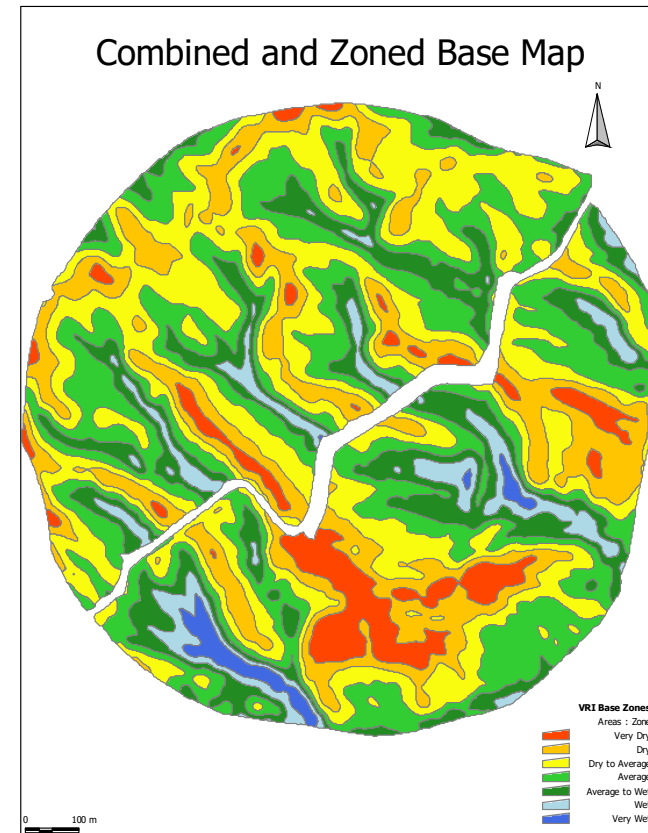 Combined and Zoned Base Map
N
VRI Base Zones
Areas : Zone
Very Dry
Dry
Dry to Average
Average
Average to Wet
Wet
Very Wet
0 100 m